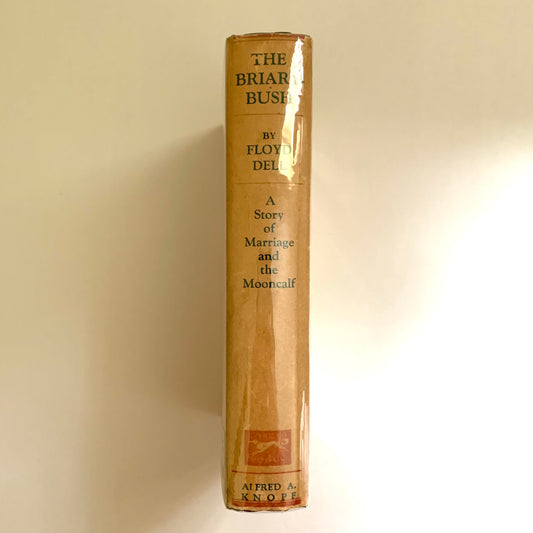 THE
BRIARY-
BUSH
BY
FLOYD
DELL
A
Story
of
Marriage
and
the
Mooncalf
ALFRED A.
KNOPF